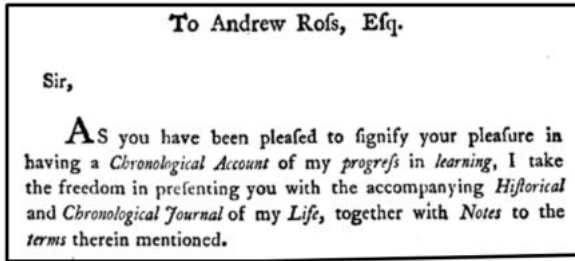 To Andrew Roſs, Eſq.
Sir,
AS you have been pleaſed to ſignify your pleaſure in
having a Chronological Account of my progreſs in learning, I take
the freedom in preſenting you with the accompanying Hiſtorical
and Chronological Journal of my Life, together with Notes to the
terms therein mentioned.